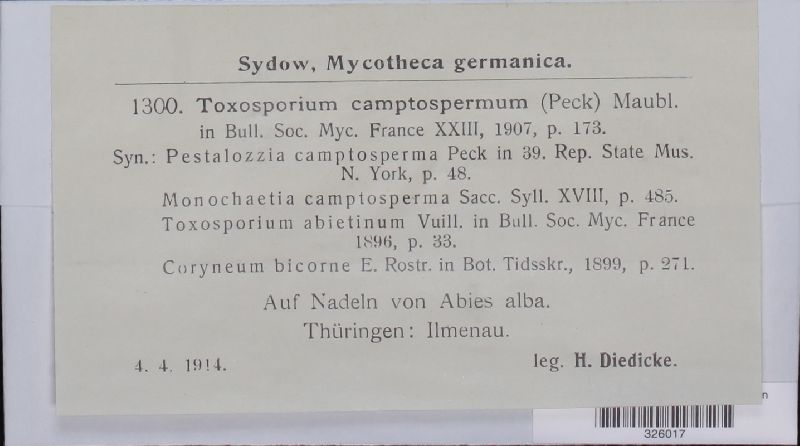 Sydow, Mycotheca germanica.
1300. Toxosporium camptospermum (Peck) Maubl.
in Bull. Soc. Myc. France XXIII, 1907, p. 173.
Syn.: Pestalozzia camptosperma Peck in 39. Rep. State Mus.
N. York, p. 48.
Monochaetia camptosperma Sacc. Syll. XVIII, p. 485.
Toxosporium abietinum Vuill. in Bull. Soc. Myc. France
1896, p. 33.
Coryneum bicorne E. Rostr. in Bot. Tidsskr., 1899, p. 271.
Auf Nadeln von Abies alba.
Thüringen: Ilmenau.
4. 4. 1914. leg. H. Diedicke.
326017